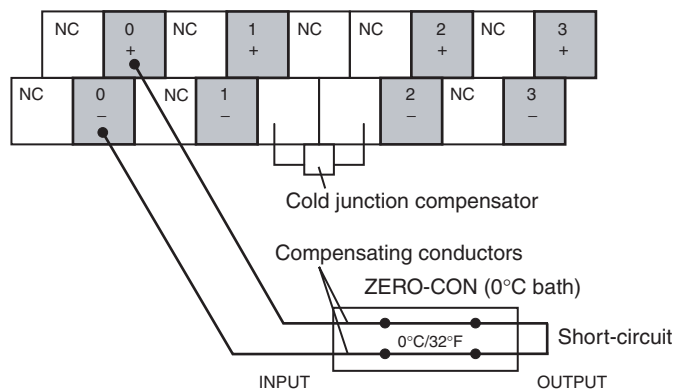 NC 0 NC 1 NC NC 2 NC 3
+ + + +
NC 0 NC 1 2 NC 3
– – – –
Cold junction compensator
Compensating conductors
ZERO-CON (0°C bath)
0°C/32°F
Short-circuit
INPUT
OUTPUT